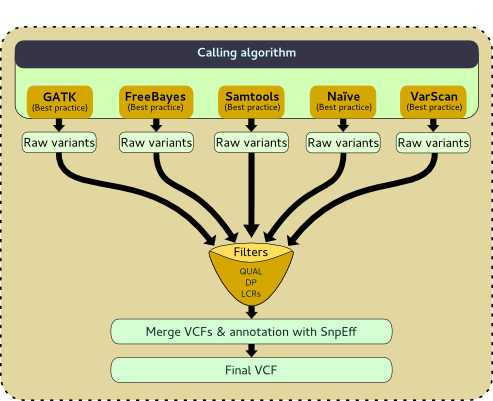 Calling algorithm
GATK FreeBayes Samtools Naïve VarScan
(Best practice) (Best practice) (Best practice) (Best practice) (Best practice)
Raw variants Raw variants Raw variants Raw variants Raw variants
Filters
QUAL
DP
LCRs
Merge VCFs & annotation with SnpEff
Final VCF